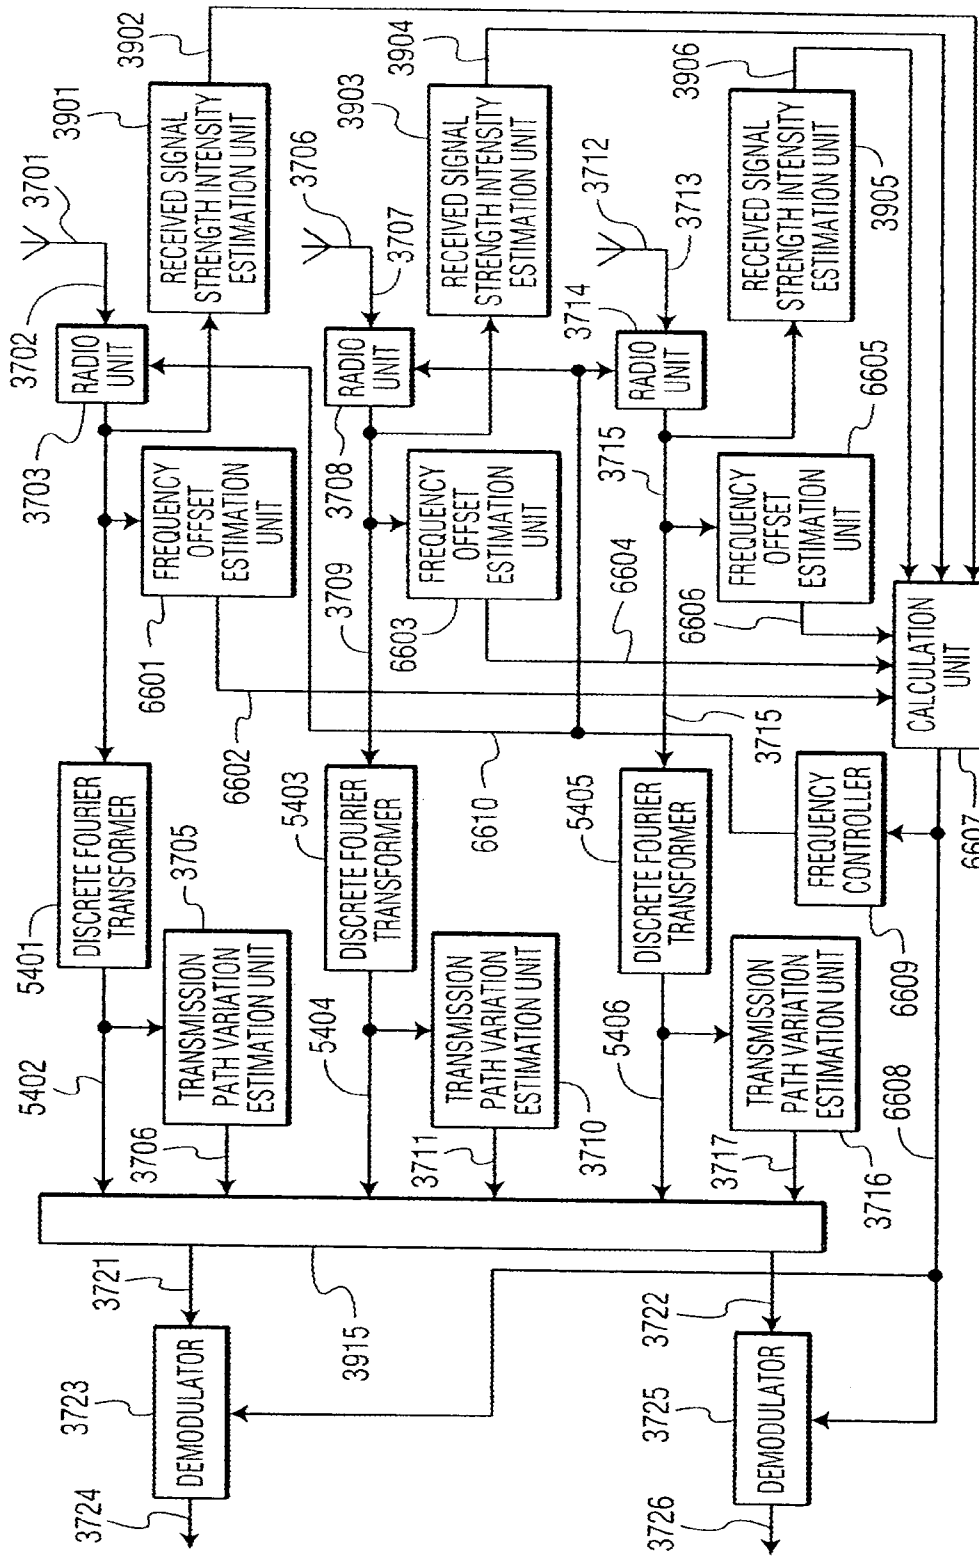 3701
3702
RADIO
UNIT
3703
3901
RECEIVED SIGNAL
STRENGTH INTENSITY
ESTIMATION UNIT
3902
FREQUENCY
OFFSET
ESTIMATION
UNIT
6601
6602
5401
DISCRETE FOURIER
TRANSFORMER
5402
3705
TRANSMISSION
PATH VARIATION
ESTIMATION UNIT
3706
3721
DEMODULATOR
3723
3724
3706
3707
RADIO
UNIT
3708
3903
RECEIVED SIGNAL
STRENGTH INTENSITY
ESTIMATION UNIT
3904
3709
FREQUENCY
OFFSET
ESTIMATION
UNIT
6603
6604
6610
5403
DISCRETE FOURIER
TRANSFORMER
5404
TRANSMISSION
PATH VARIATION
ESTIMATION UNIT
3710
3711
3915
3712
3713
3714
RADIO
UNIT
3715
RECEIVED SIGNAL
STRENGTH INTENSITY
ESTIMATION UNIT
3905
3906
6605
FREQUENCY
OFFSET
ESTIMATION
UNIT
6606
3715
5405
DISCRETE FOURIER
TRANSFORMER
5406
TRANSMISSION
PATH VARIATION
ESTIMATION UNIT
3716
3717
3722
DEMODULATOR
3725
3726
CALCULATION
UNIT
6607
FREQUENCY
CONTROLLER
6609
6608